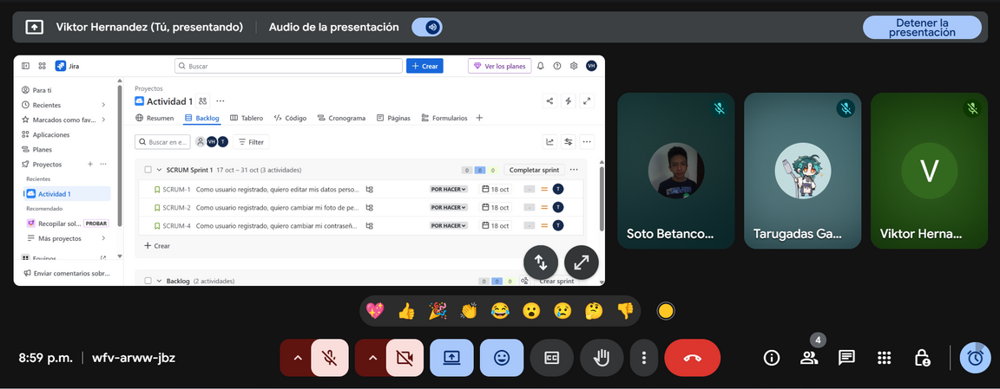 Viktor Hernandez (Tú, presentando)
Audio de la presentación
Detener la presentación
Jira
Buscar
Crear
Ver los planes
VH
Para ti
Recientes
Marcados como fav...
Aplicaciones
Planes
Proyectos
Recientes
Actividad 1
Recomendado
Recopilar sol... PROBAR
Más proyectos
Equipos
Enviar comentarios sobr...
Proyectos
Actividad 1
Resumen Backlog Tablero Código Cronograma Páginas Formularios
Buscar en e... VH T Filter
SCRUM Sprint 1 17 oct – 31 oct (3 actividades) 0 0 0 Completar sprint
SCRUM-1 Como usuario registrado, quiero editar mis datos perso... POR HACER 18 oct - T
SCRUM-2 Como usuario registrado, quiero cambiar mi foto de pe... POR HACER 18 oct - T
SCRUM-4 Como usuario registrado, quiero cambiar mi contraseñ... POR HACER 18 oct - T
Crear
Backlog (2 actividades) 0 0 0 Crear sprint
Soto Betanco...
Tarugadas Ga...
V
Viktor Herna...
8:59 p.m. wfv-arww-jbz
4